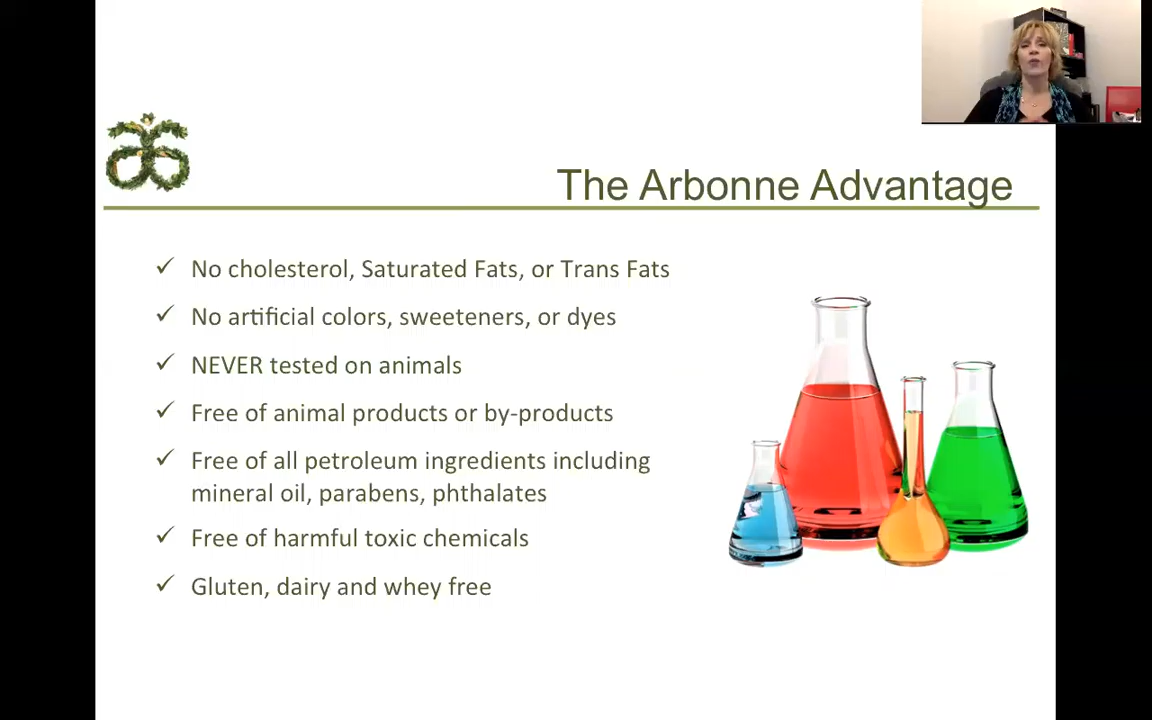 The Arbonne Advantage
✓ No cholesterol, Saturated Fats, or Trans Fats
✓ No artificial colors, sweeteners, or dyes
✓ NEVER tested on animals
✓ Free of animal products or by-products
✓ Free of all petroleum ingredients including
mineral oil, parabens, phthalates
✓ Free of harmful toxic chemicals
✓ Gluten, dairy and whey free